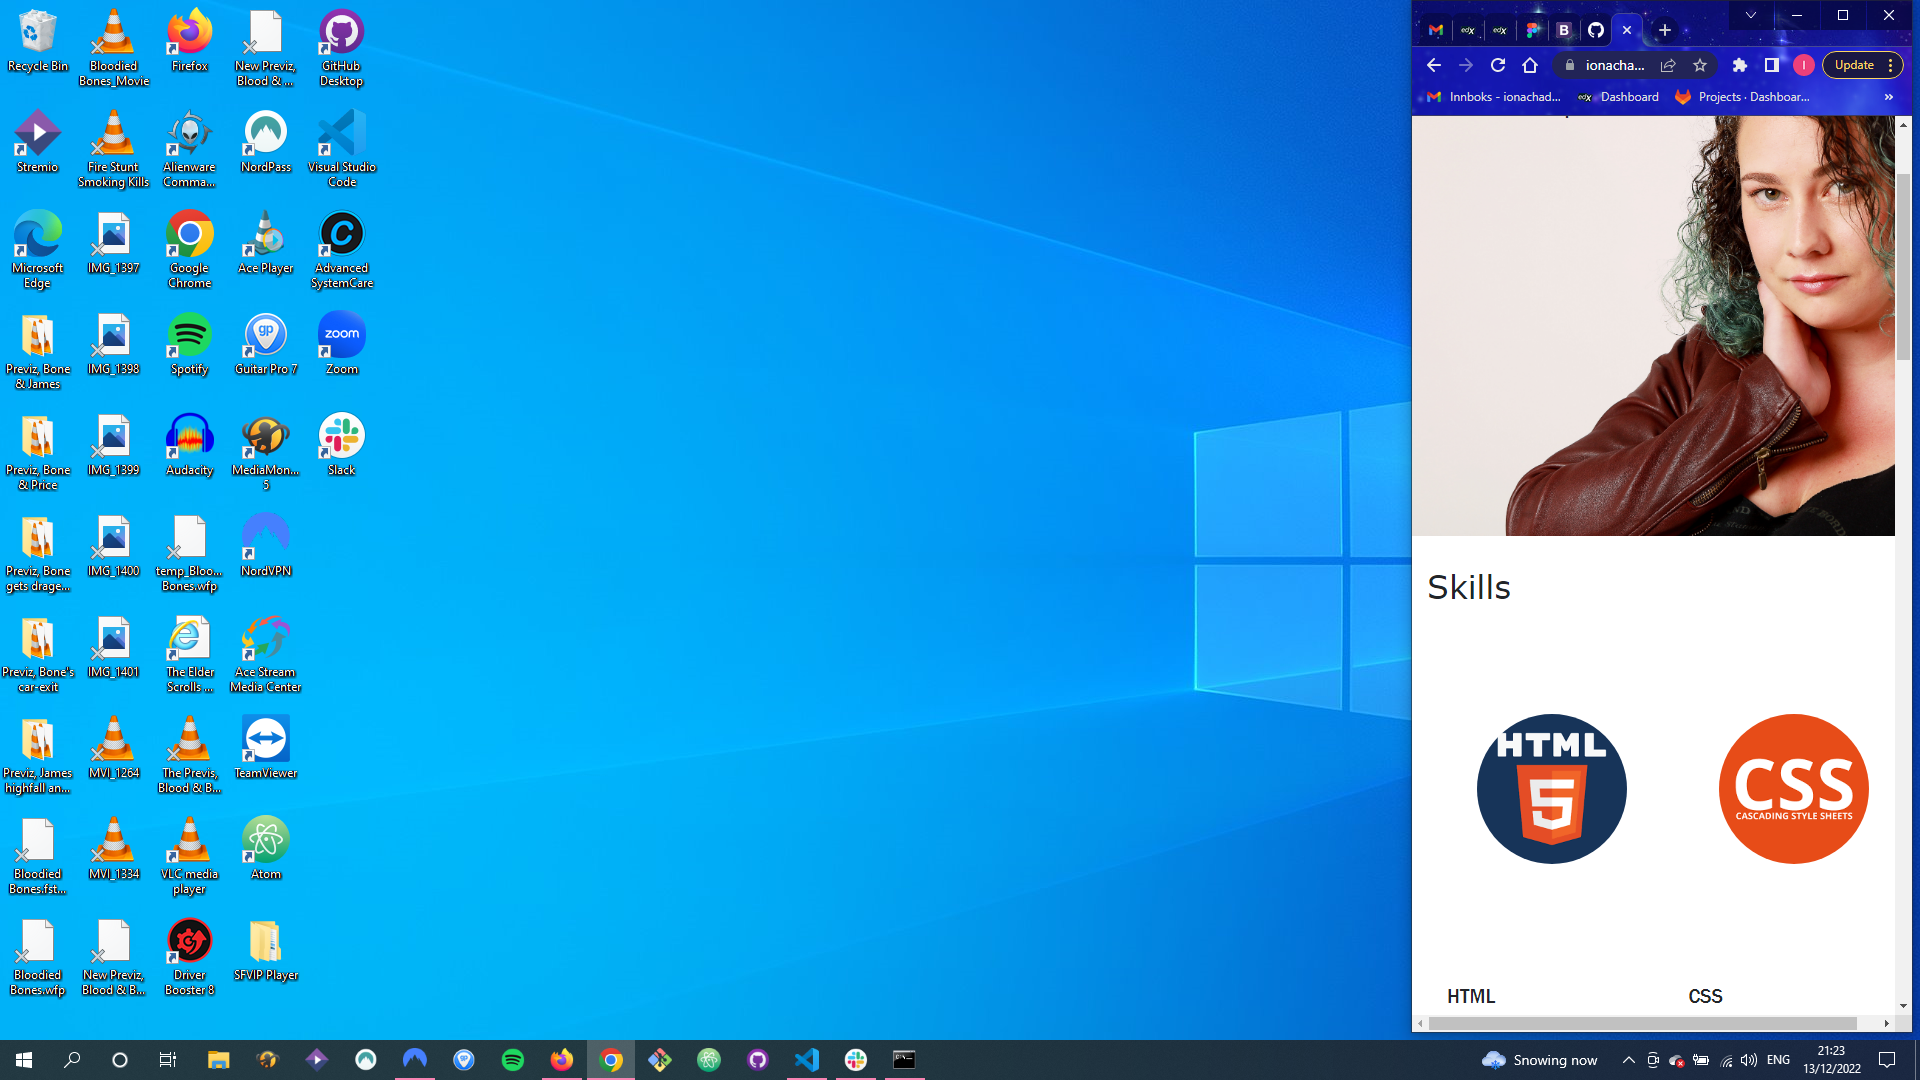 Recycle Bin
Bloodied
Bones_Movie
Firefox
New Previz,
Blood & ...
GitHub
Desktop
Stremio
Fire Stunt
Smoking Kills
Alienware
Comma...
NordPass
Visual Studio
Code
Microsoft
Edge
IMG_1397
Google
Chrome
Ace Player
Advanced
SystemCare
Previz, Bone
& James
IMG_1398
Spotify
gp
Guitar Pro 7
zoom
Zoom
Previz, Bone
& Price
IMG_1399
Audacity
MediaMon...
5
Slack
Previz, Bone
gets drage...
IMG_1400
temp_Bloo...
Bones.wfp
NordVPN
Previz, Bone"s
car-exit
IMG_1401
The Elder
Scrolls ...
Ace Stream
Media Center
Previz, James
highfall an...
MVI_1264
The Previs,
Blood & B...
TeamViewer
Bloodied
Bones.fst...
MVI_1334
VLC media
player
Atom
Bloodied
Bones.wfp
New Previz,
Blood & B...
Driver
Booster 8
SFVIP Player
edx
edx
B
ionacha...
I
Update
Innboks - ionachad...
edx
Dashboard
Projects · Dashboar...
»
Skills
HTML
5
CSS
CASCADING STYLE SHEETS
HTML
CSS
Snowing now
ENG
21:23
13/12/2022